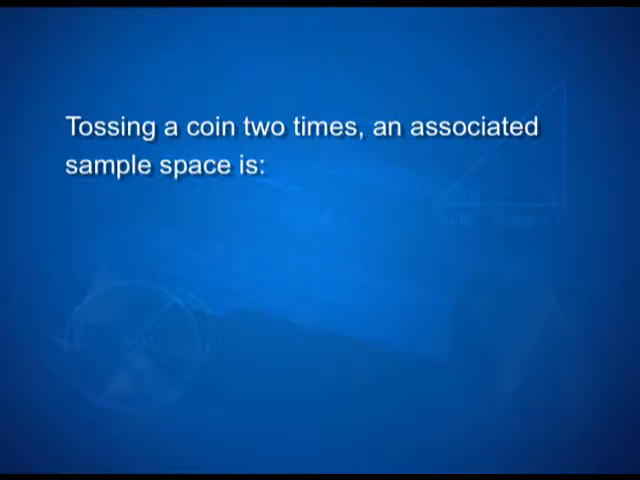 Tossing a coin two times, an associated
sample space is: